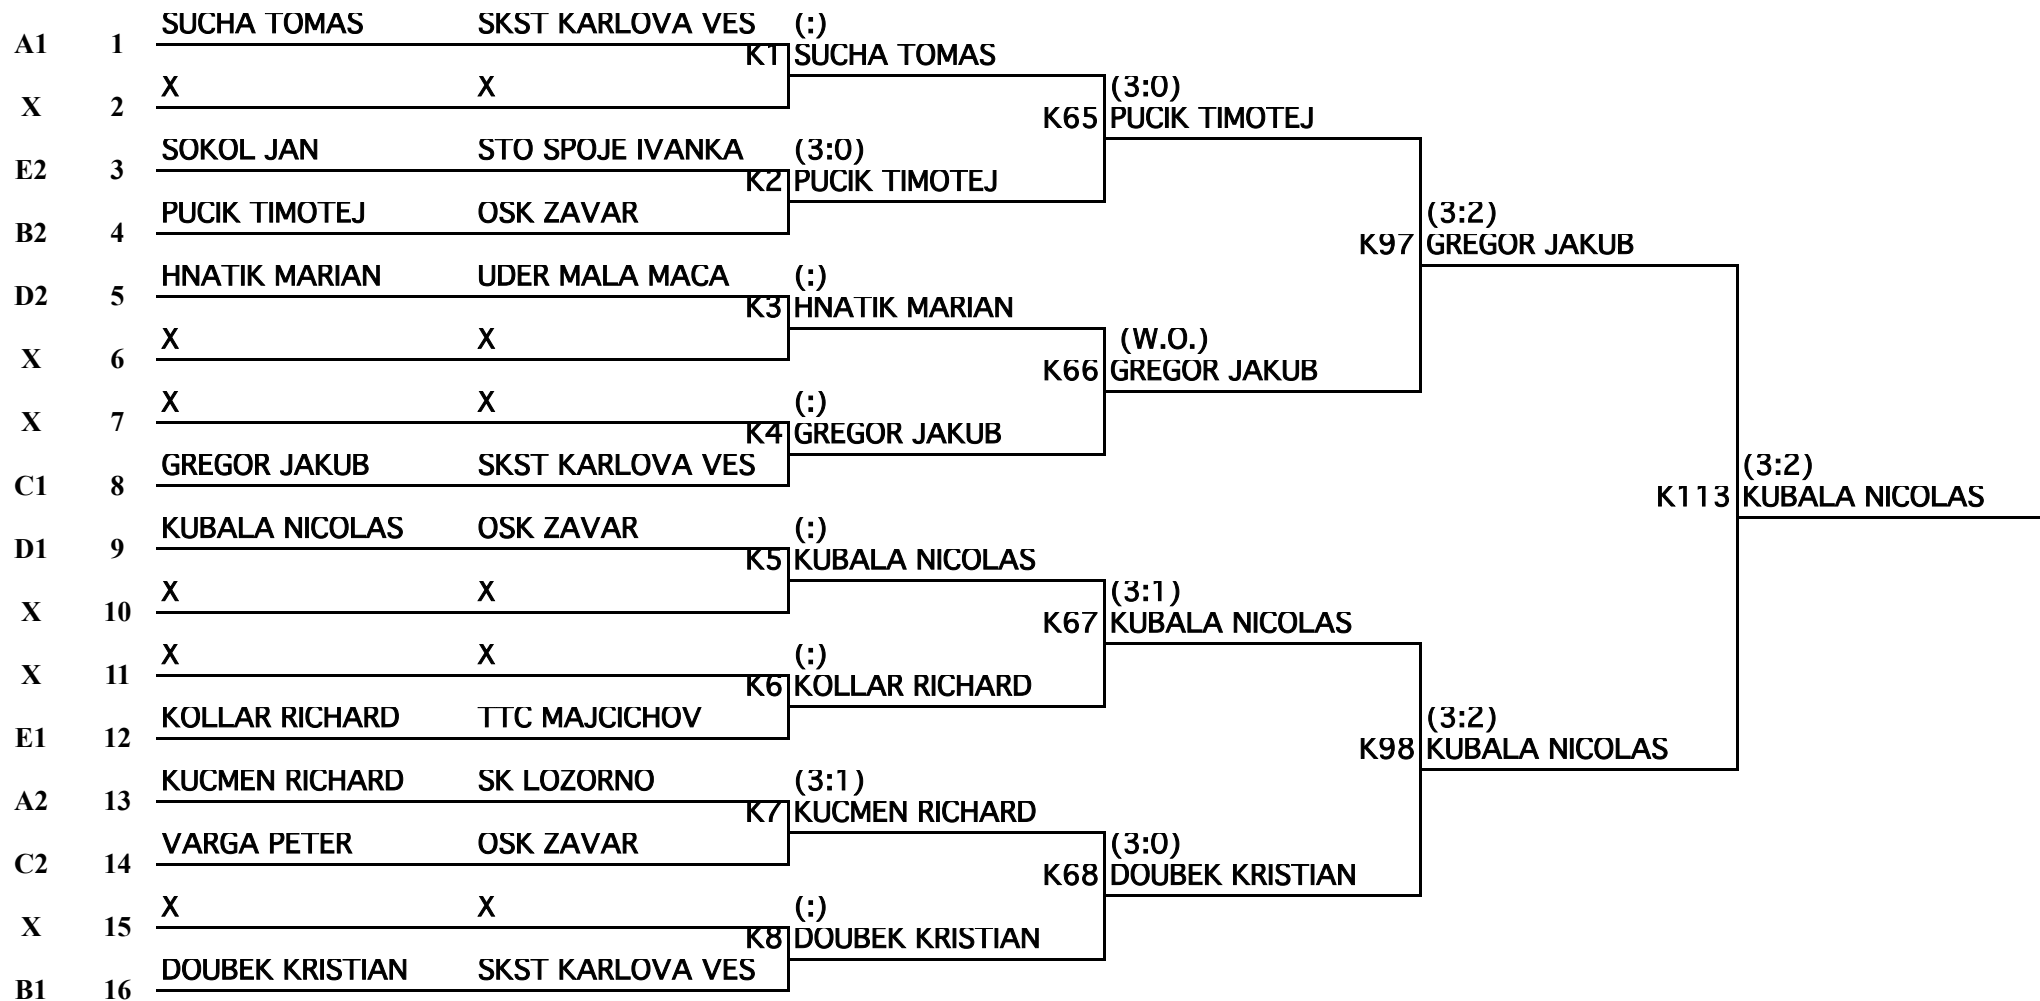 SUCHA TOMAS SKST KARLOVA VES (:)
A1 1 K1 SUCHA TOMAS
X X (3:0)
X 2 K65 PUCIK TIMOTEJ
SOKOL JAN STO SPOJE IVANKA (3:0)
E2 3 K2 PUCIK TIMOTEJ
PUCIK TIMOTEJ OSK ZAVAR (3:2)
B2 4 K97 GREGOR JAKUB
HNATIK MARIAN UDER MALA MACA (:)
D2 5 K3 HNATIK MARIAN
X X (W.O.)
X 6 K66 GREGOR JAKUB
X X (:)
X 7 K4 GREGOR JAKUB
GREGOR JAKUB SKST KARLOVA VES (3:2)
C1 8 K113 KUBALA NICOLAS
KUBALA NICOLAS OSK ZAVAR (:)
D1 9 K5 KUBALA NICOLAS
X X (3:1)
X 10 K67 KUBALA NICOLAS
X X (:)
X 11 K6 KOLLAR RICHARD
KOLLAR RICHARD TTC MAJCICHOV (3:2)
E1 12 K98 KUBALA NICOLAS
KUCMEN RICHARD SK LOZORNO (3:1)
A2 13 K7 KUCMEN RICHARD
VARGA PETER OSK ZAVAR (3:0)
C2 14 K68 DOUBEK KRISTIAN
X X (:)
X 15 K8 DOUBEK KRISTIAN
DOUBEK KRISTIAN SKST KARLOVA VES
B1 16